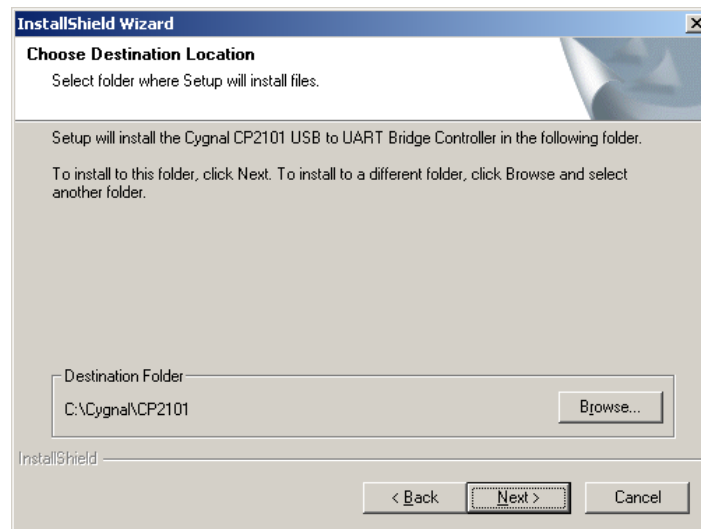 InstallShield Wizard
Choose Destination Location
Select folder where Setup will install files.
Setup will install the Cygnal CP2101 USB to UART Bridge Controller in the following folder.
To install to this folder, click Next. To install to a different folder, click Browse and select
another folder.
Destination Folder
C:\Cygnal\CP2101
Browse...
InstallShield
< Back
Next >
Cancel